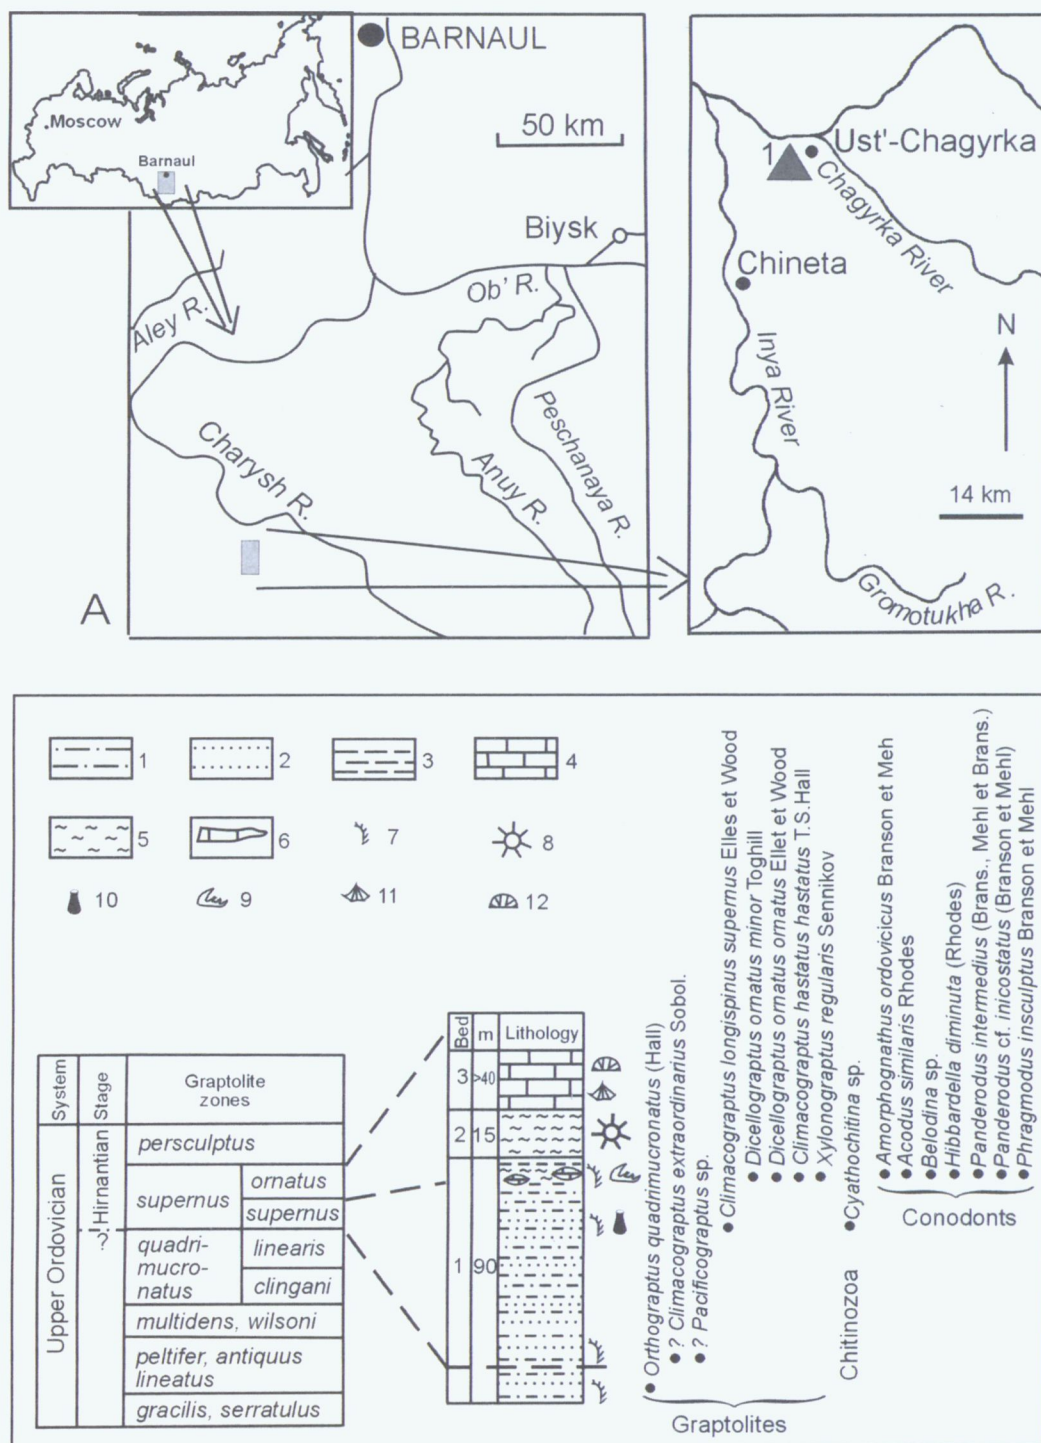 BARNAUL
Moscow
Barnaul
50 km
Biysk
Ob' R.
Aley R.
Charysh R.
Anuy R.
Peschanaya R.
A
1
Ust'-Chagyrka
Chagyrka River
Chineta
Inya River
N
14 km
Gromotukha R.
1
2
3
4
5
6
7
8
10
9
11
12
System
Stage
Graptolite
zones
Upper Ordovician
Hirnantian
?
persculptus
supernus
ornatus
supernus
quadri-
mucro-
natus
linearis
clingani
multidens, wilsoni
peltifer, antiquus
lineatus
gracilis, serratulus
Bed
m
Lithology
3
>40
2
15
1
90
Orthograptus quadrimucronatus (Hall)
? Climacograptus extraordinarius Sobol.
? Pacificograptus sp.
Climacograptus longispinus supernus Elles et Wood
Dicellograptus ornatus minor Toghill
Dicellograptus ornatus ornatus Ellet et Wood
Climacograptus hastatus hastatus T.S.Hall
Xylonograptus regularis Sennikov
Graptolites
Cyathochitina sp.
Chitinozoa
Amorphognathus ordovicicus Branson et Meh
Acodus similaris Rhodes
Belodina sp.
Hibbardella diminuta (Rhodes)
Panderodus intermedius (Brans., Mehl et Brans.)
Panderodus cf. inicostatus (Branson et Mehl)
Phragmodus insculptus Branson et Mehl
Conodonts